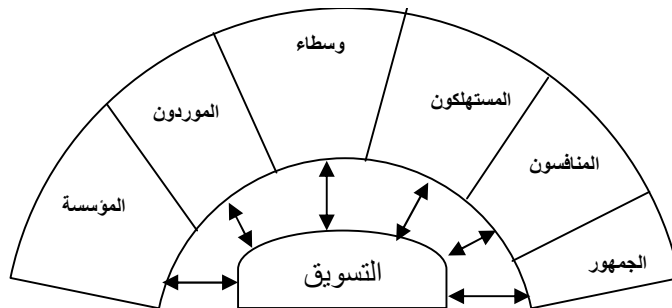 وسطاء
المستهلكون
الموردون
المنافسون
المؤسسة
الجمهور
التسويق